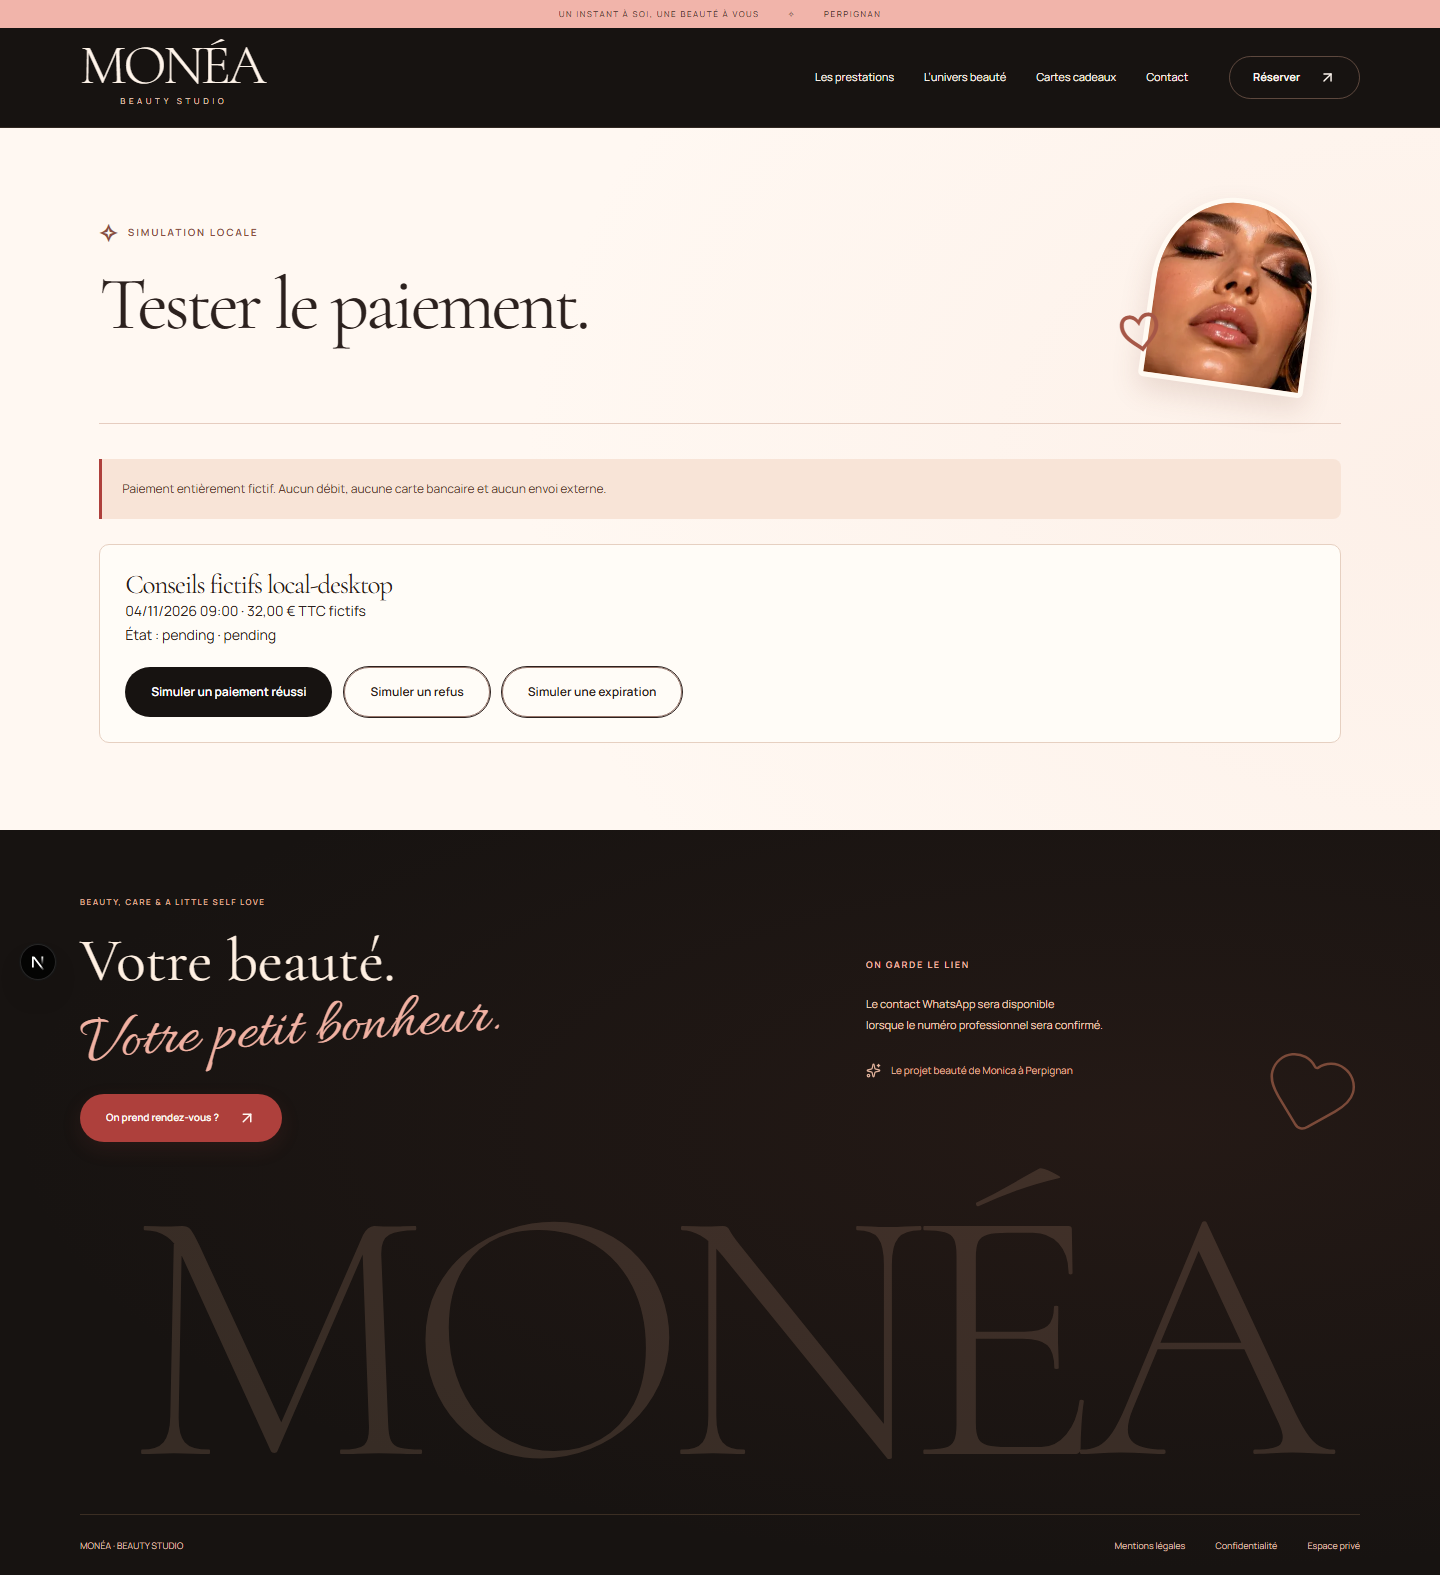 UN INSTANT À SOI, UNE BEAUTÉ À VOUS ✧ PERPIGNAN
MONÉA
BEAUTY STUDIO
Les prestations
L'univers beauté
Cartes cadeaux
Contact
Réserver
SIMULATION LOCALE
Tester le paiement.
Paiement entièrement fictif. Aucun débit, aucune carte bancaire et aucun envoi externe.
Conseils fictifs local-desktop
04/11/2026 09:00 · 32,00 € TTC fictifs
État : pending · pending
Simuler un paiement réussi
Simuler un refus
Simuler une expiration
BEAUTY, CARE & A LITTLE SELF LOVE
Votre beauté.
Votre petit bonheur.
On prend rendez-vous ?
N
ON GARDE LE LIEN
Le contact WhatsApp sera disponible
lorsque le numéro professionnel sera confirmé.
Le projet beauté de Monica à Perpignan
MONÉA
MONÉA · BEAUTY STUDIO
Mentions légales
Confidentialité
Espace privé